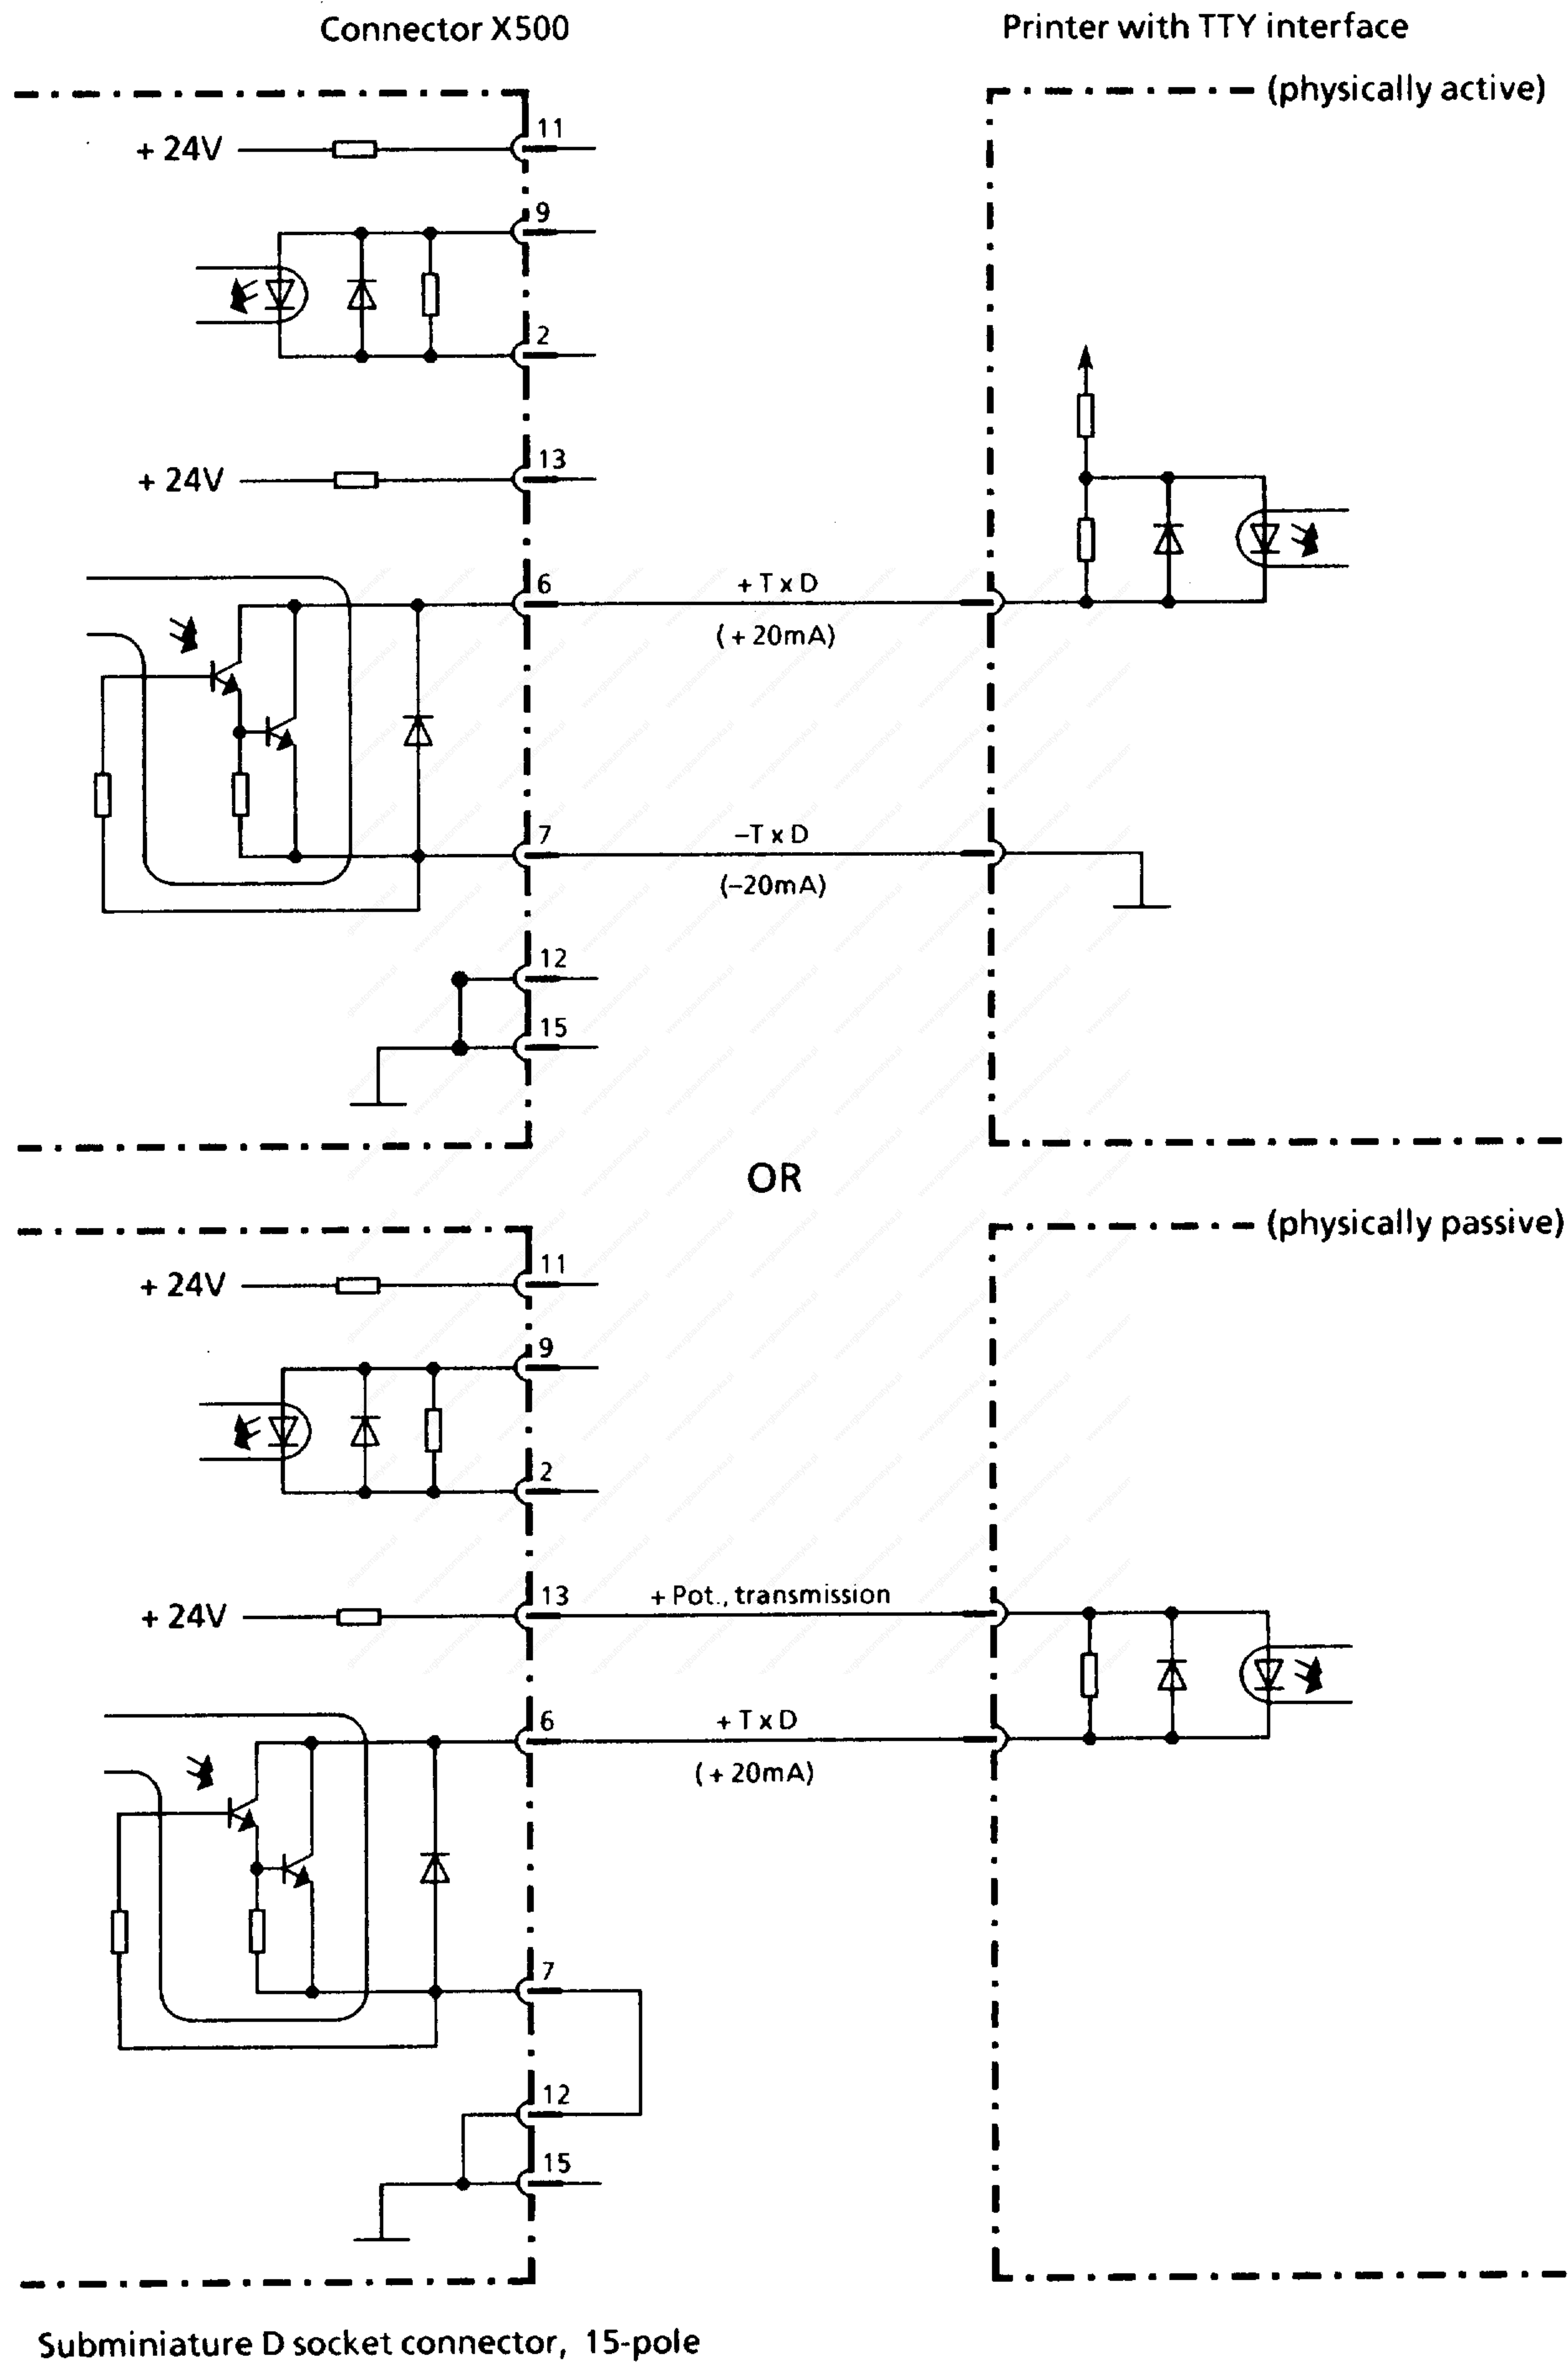 Connector X500
Printer with TTY interface
(physically active)
+ 24V
11
9
2
+ 24V
13
6
+ T x D
(+ 20mA)
7
–T x D
(–20mA)
12
15
OR
(physically passive)
+ 24V
11
9
2
+ 24V
13
+ Pot., transmission
6
+ T x D
(+ 20mA)
7
12
15
Subminiature D socket connector, 15-pole